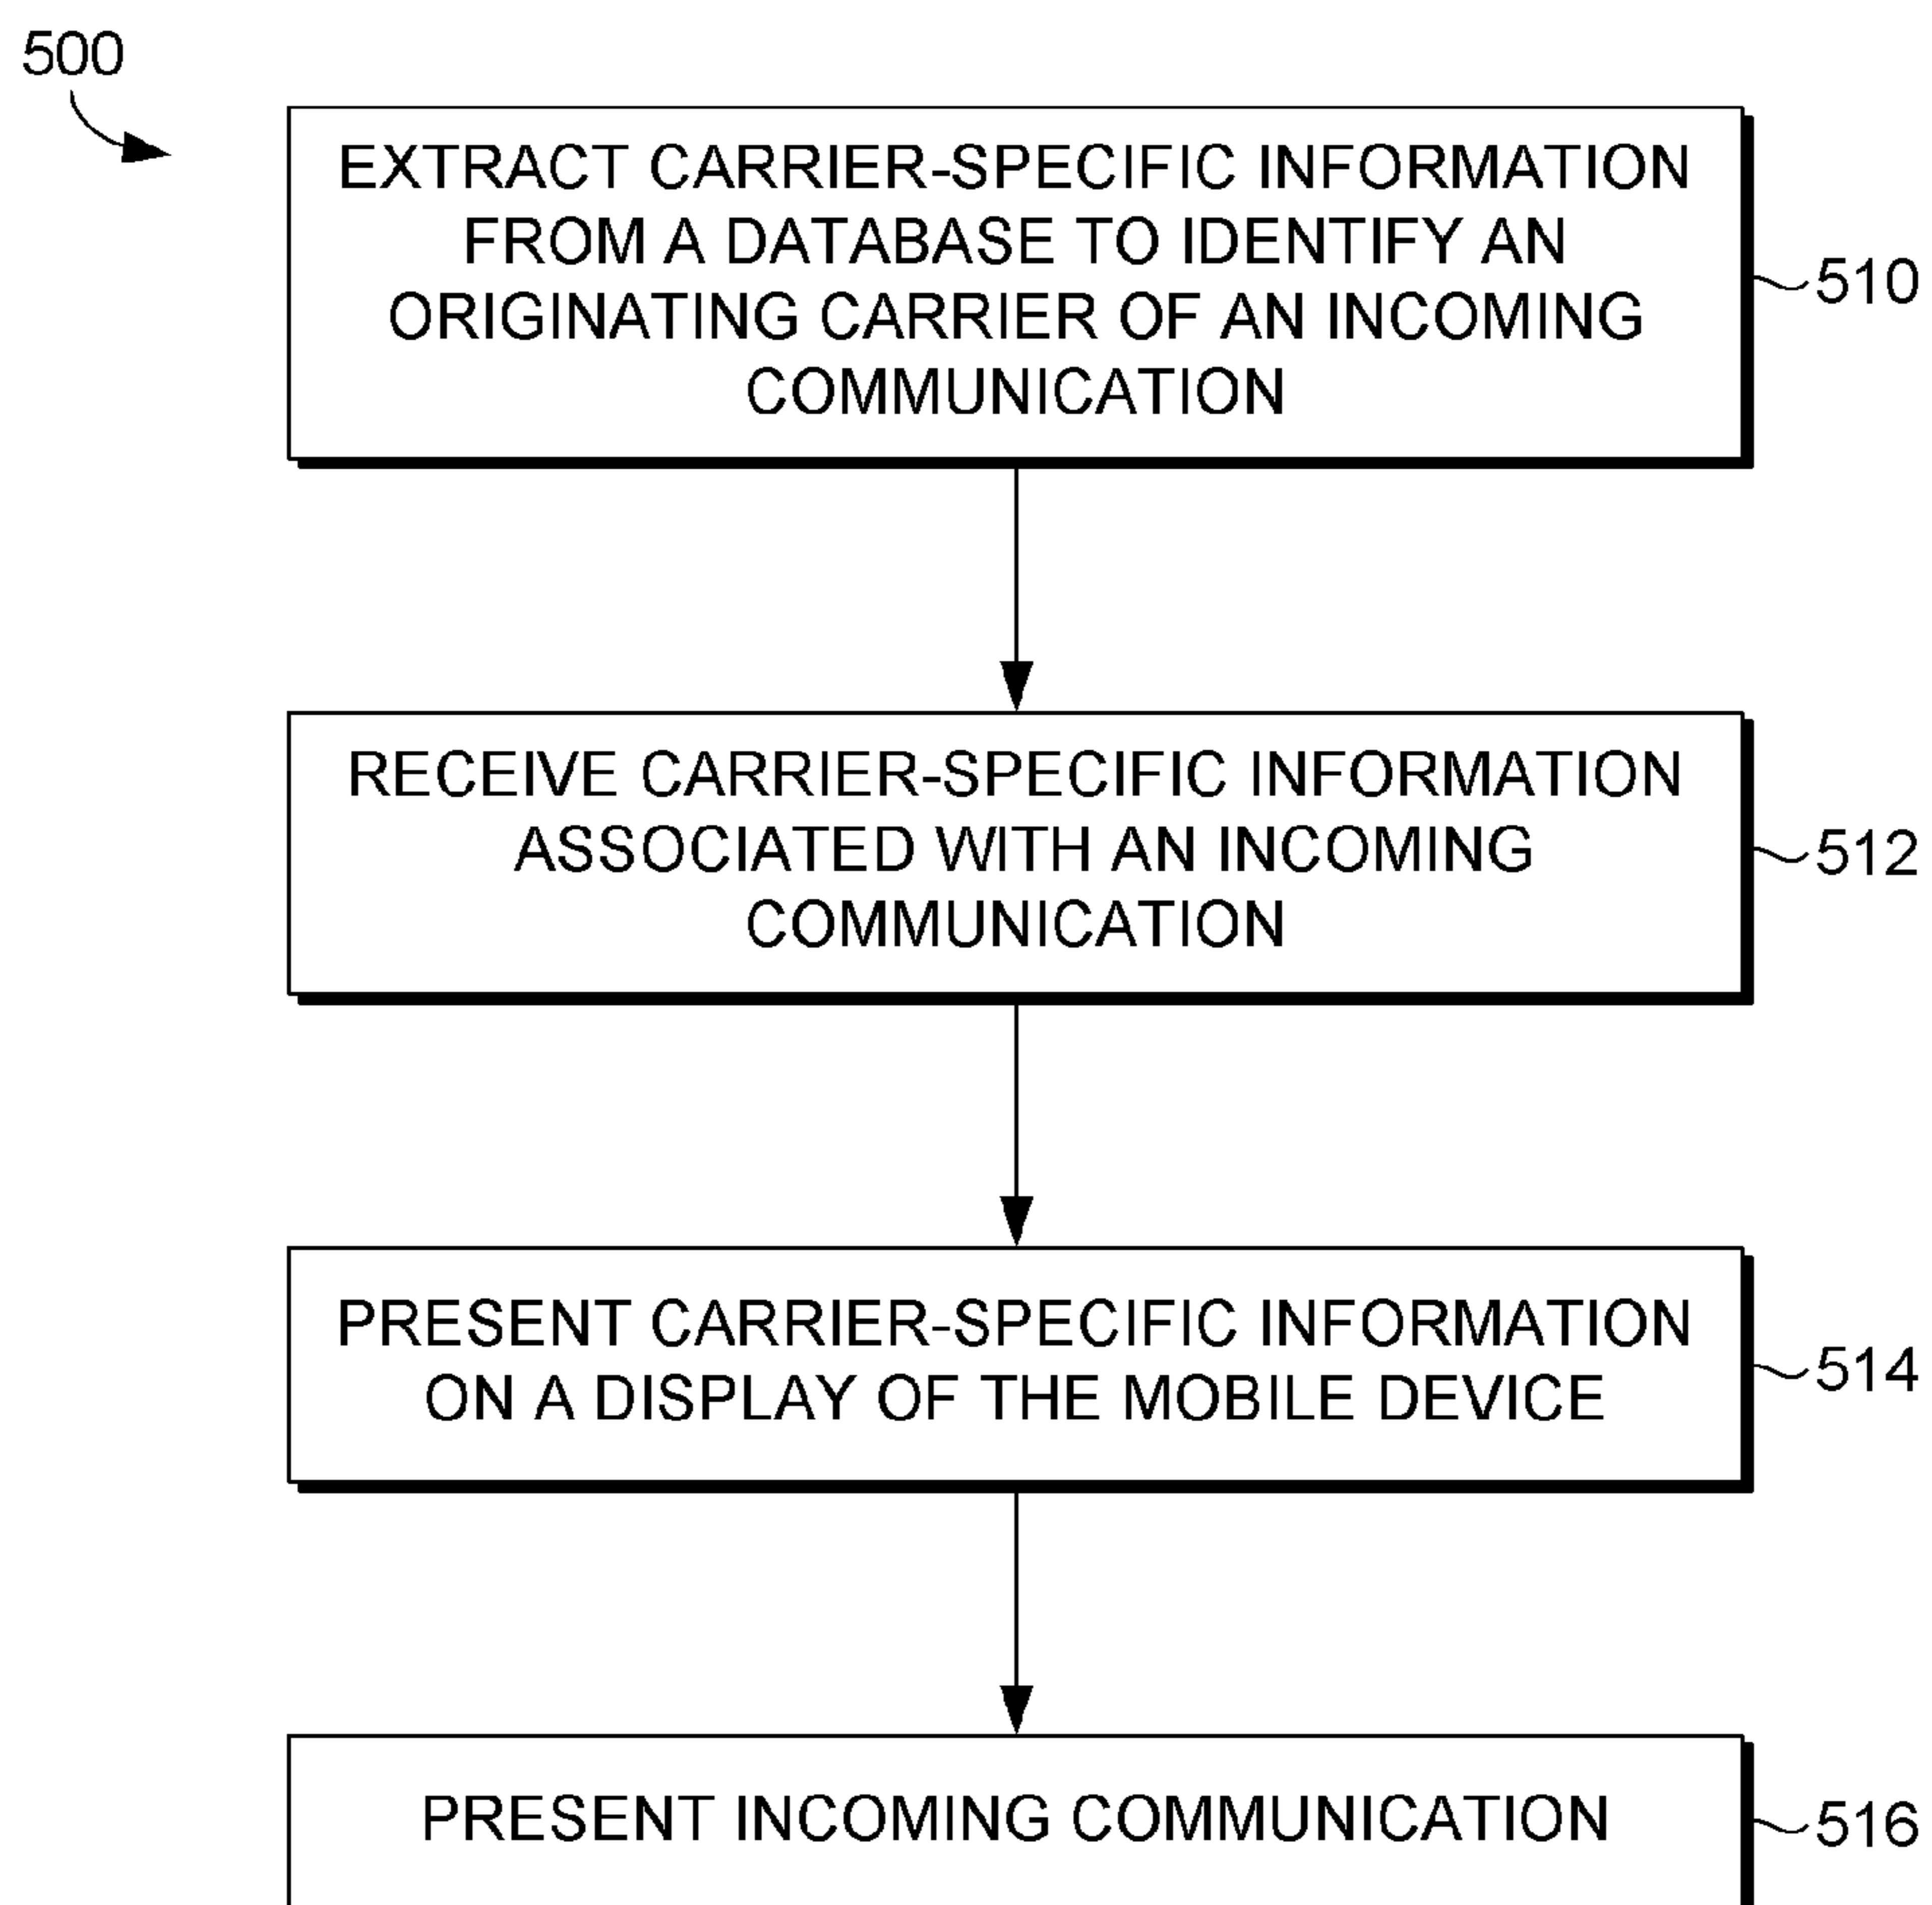 500
EXTRACT CARRIER-SPECIFIC INFORMATION
FROM A DATABASE TO IDENTIFY AN
ORIGINATING CARRIER OF AN INCOMING
COMMUNICATION
510
RECEIVE CARRIER-SPECIFIC INFORMATION
ASSOCIATED WITH AN INCOMING
COMMUNICATION
512
PRESENT CARRIER-SPECIFIC INFORMATION
ON A DISPLAY OF THE MOBILE DEVICE
514
PRESENT INCOMING COMMUNICATION
516